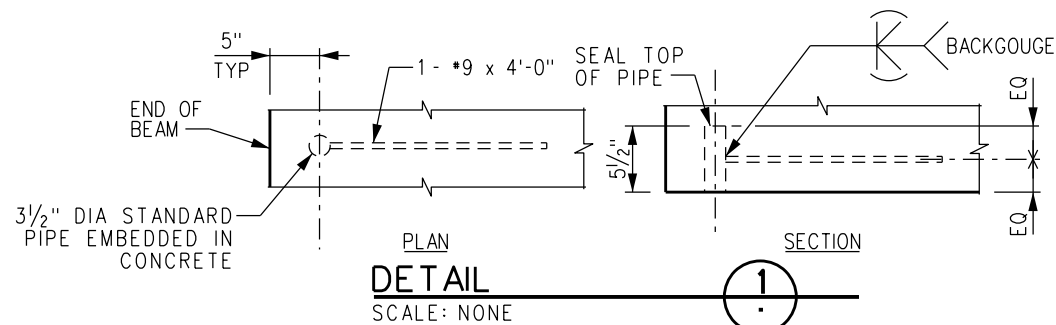 5"
TYP
1 - #9 x 4'-0"
END OF
BEAM
3½" DIA STANDARD
PIPE EMBEDDED IN
CONCRETE
PLAN
SEAL TOP
OF PIPE
BACKGOUGE
EQ
5½"
EQ
SECTION
DETAIL
1
.
SCALE: NONE